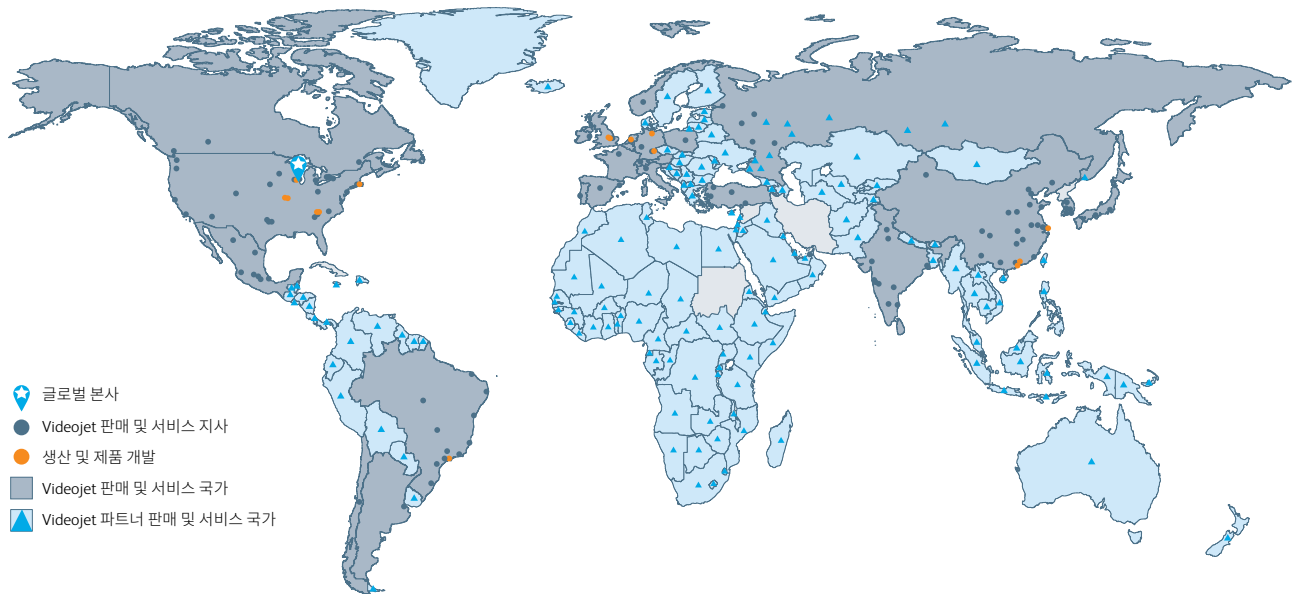 글로벌 본사
Videojet 판매 및 서비스 지사
생산 및 제품 개발
Videojet 판매 및 서비스 국가
Videojet 파트너 판매 및 서비스 국가